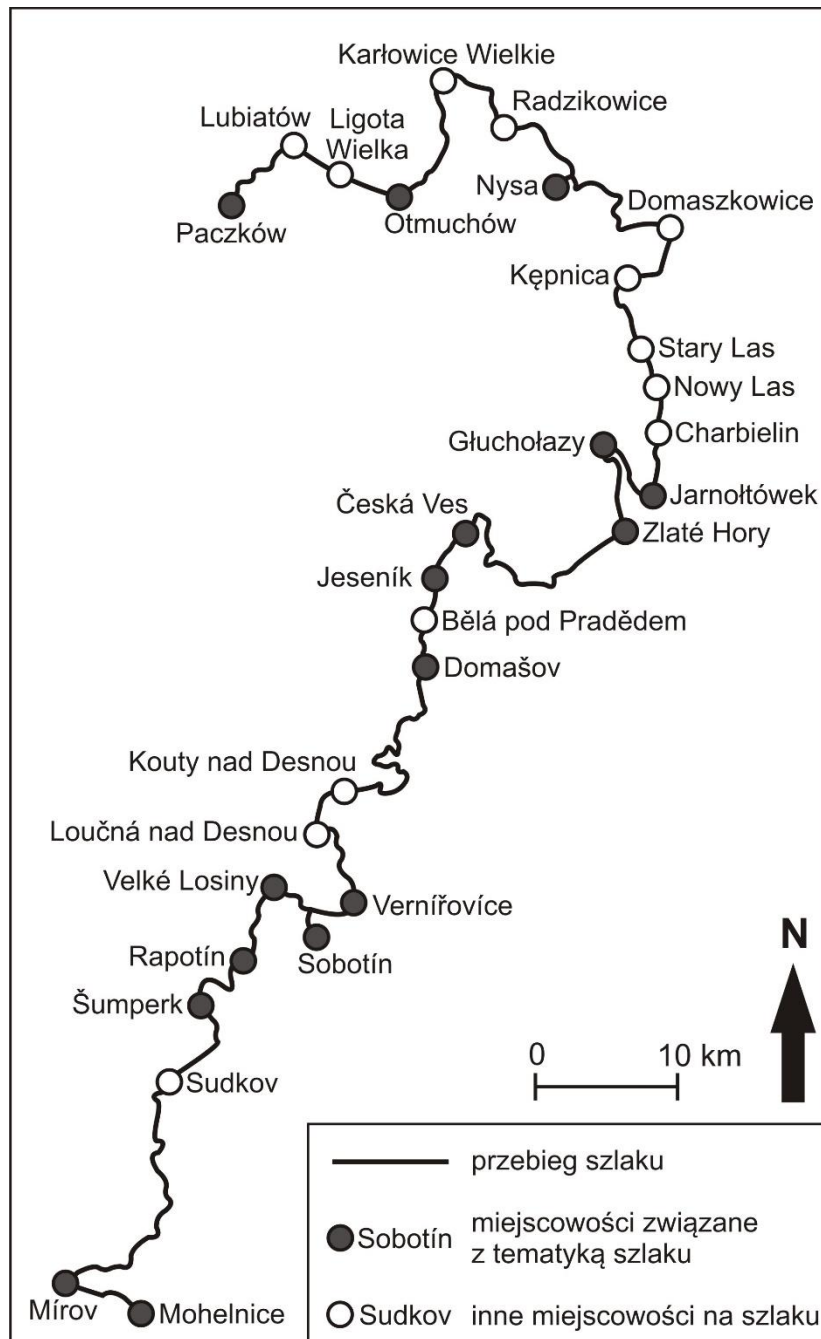 Karłowice Wielkie
Radzikowice
Lubiatów
Ligota
Wielka
Nysa
Domaszkowice
Otmuchów
Paczków
Kępnica
Stary Las
Nowy Las
Głuchołazy
Charbielin
Jarnołtówek
Česká Ves
Zlaté Hory
Jeseník
Bělá pod Pradědem
Domašov
Kouty nad Desnou
Loučná nad Desnou
Velké Losiny
Vernířovíce
Rapotín
Sobotín
Šumperk
N
0 10 km
Sudkov
przebieg szlaku
Sobotín miejscowości związane
z tematyką szlaku
Sudkov inne miejscowości na szlaku
Mírov
Mohelnice